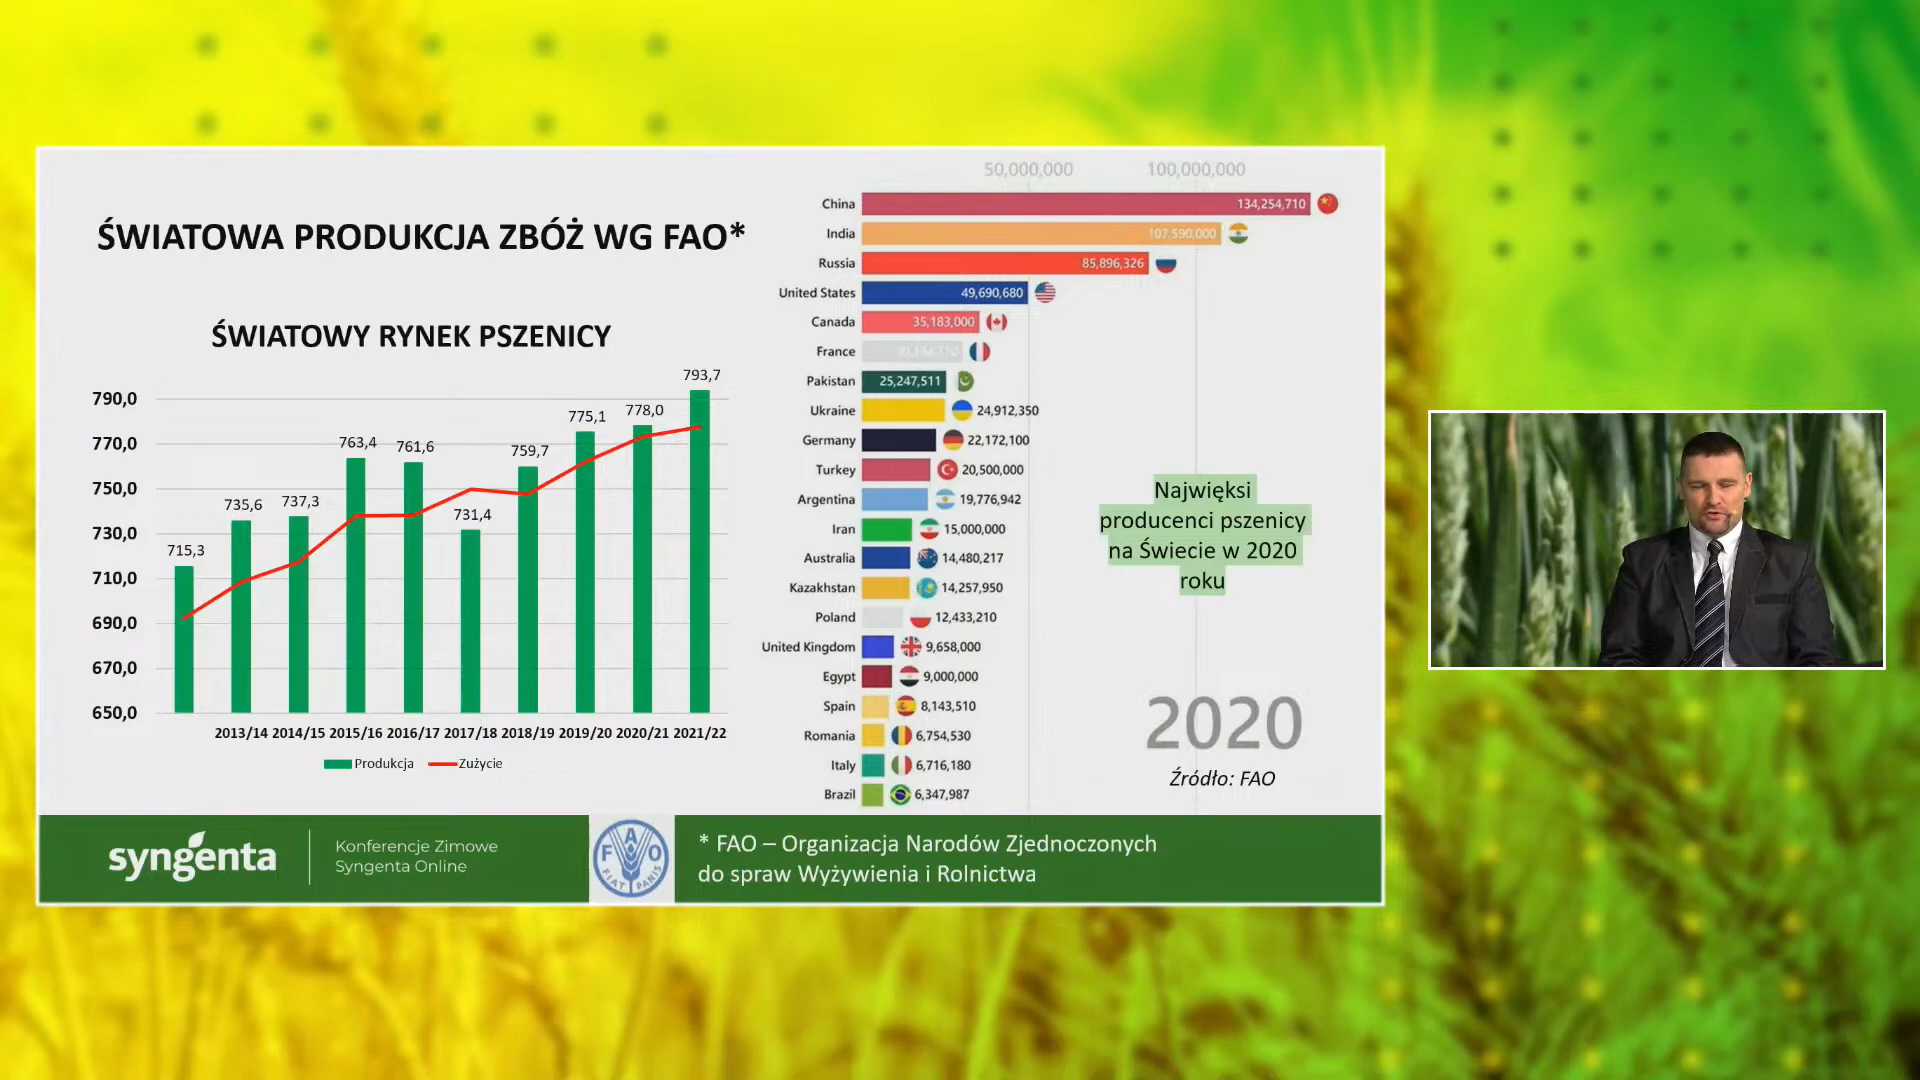 ŚWIATOWA PRODUKCJA ZBÓŻ WG FAO*
ŚWIATOWY RYNEK PSZENICY
790,0
770,0
750,0
730,0
710,0
690,0
670,0
650,0
715,3
735,6
737,3
763,4
761,6
731,4
759,7
775,1
778,0
793,7
2013/14 2014/15 2015/16 2016/17 2017/18 2018/19 2019/20 2020/21 2021/22
Produkcja Zużycie
50,000,000 100,000,000
China 134,254,710
India 107,590,000
Russia 85,896,326
United States 49,690,680
Canada 35,183,000
France
Pakistan 25,247,511
Ukraine 24,912,350
Germany 22,172,100
Turkey 20,500,000
Argentina 19,776,942
Iran 15,000,000
Australia 14,480,217
Kazakhstan 14,257,950
Poland 12,433,210
United Kingdom 9,658,000
Egypt 9,000,000
Spain 8,143,510
Romania 6,754,530
Italy 6,716,180
Brazil 6,347,987
Najwięksi
producenci pszenicy
na Świecie w 2020
roku
2020
Źródło: FAO
syngenta
Konferencje Zimowe
Syngenta Online
F A O
FIAT PANIS
* FAO – Organizacja Narodów Zjednoczonych
do spraw Wyżywienia i Rolnictwa